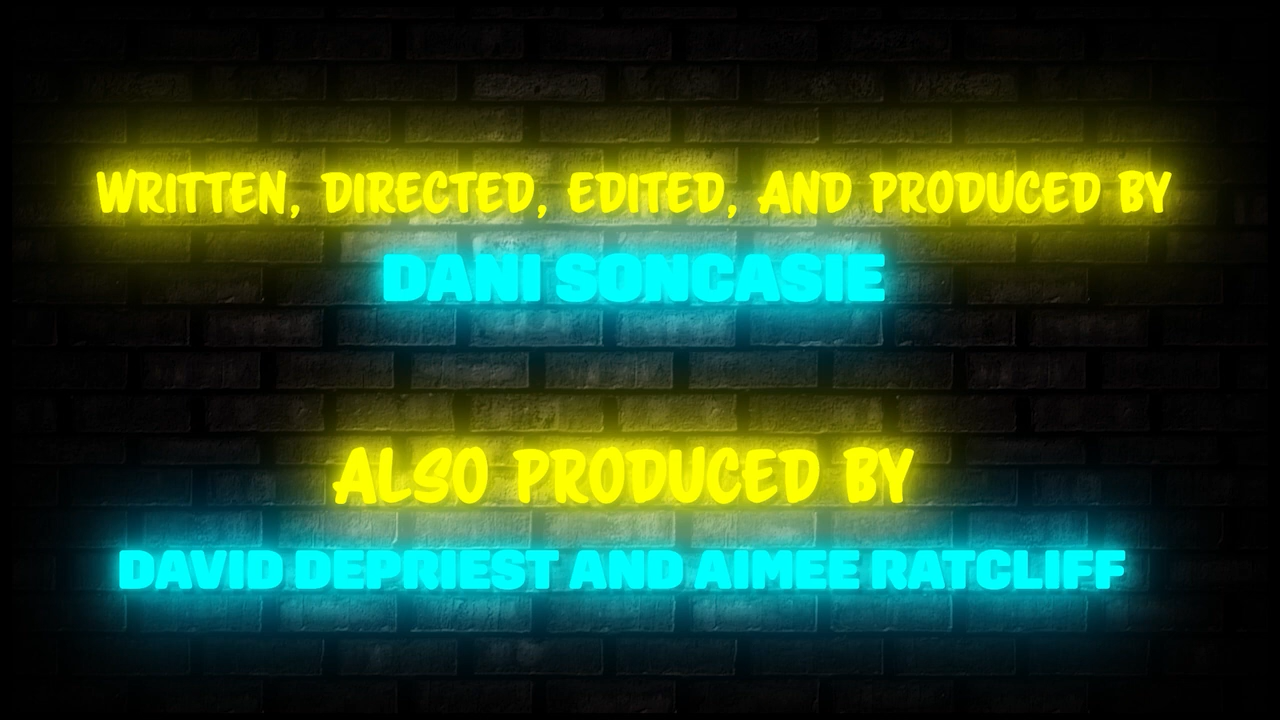 WRITTEN, DIRECTED, EDITED, AND PRODUCED BY
DANI SONCASIE
ALSO PRODUCED BY
DAVID DEPRIEST AND AIMEE RATCLIFF